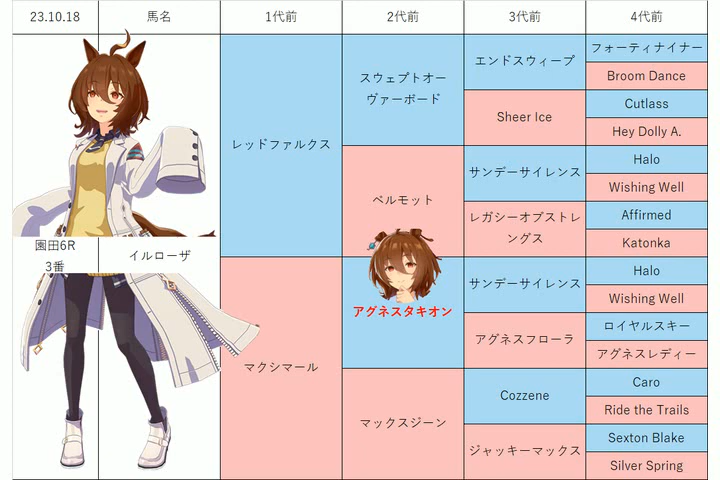 23.10.18 馬名 1代前 2代前 3代前 4代前
園田6R
3番
イルローザ
レッドファルクス
スウェプトオー
ヴァーボード
エンドスウィープ
フォーティナイナー
Broom Dance
Sheer Ice
Cutlass
Hey Dolly A.
ベルモット
サンデーサイレンス
Halo
Wishing Well
レガシーオブストレ
ングス
Affirmed
Katonka
マクシマール
アグネスタキオン
サンデーサイレンス
Halo
Wishing Well
アグネスフローラ
ロイヤルスキー
アグネスレディー
マックスジーン
Cozzene
Caro
Ride the Trails
ジャッキーマックス
Sexton Blake
Silver Spring